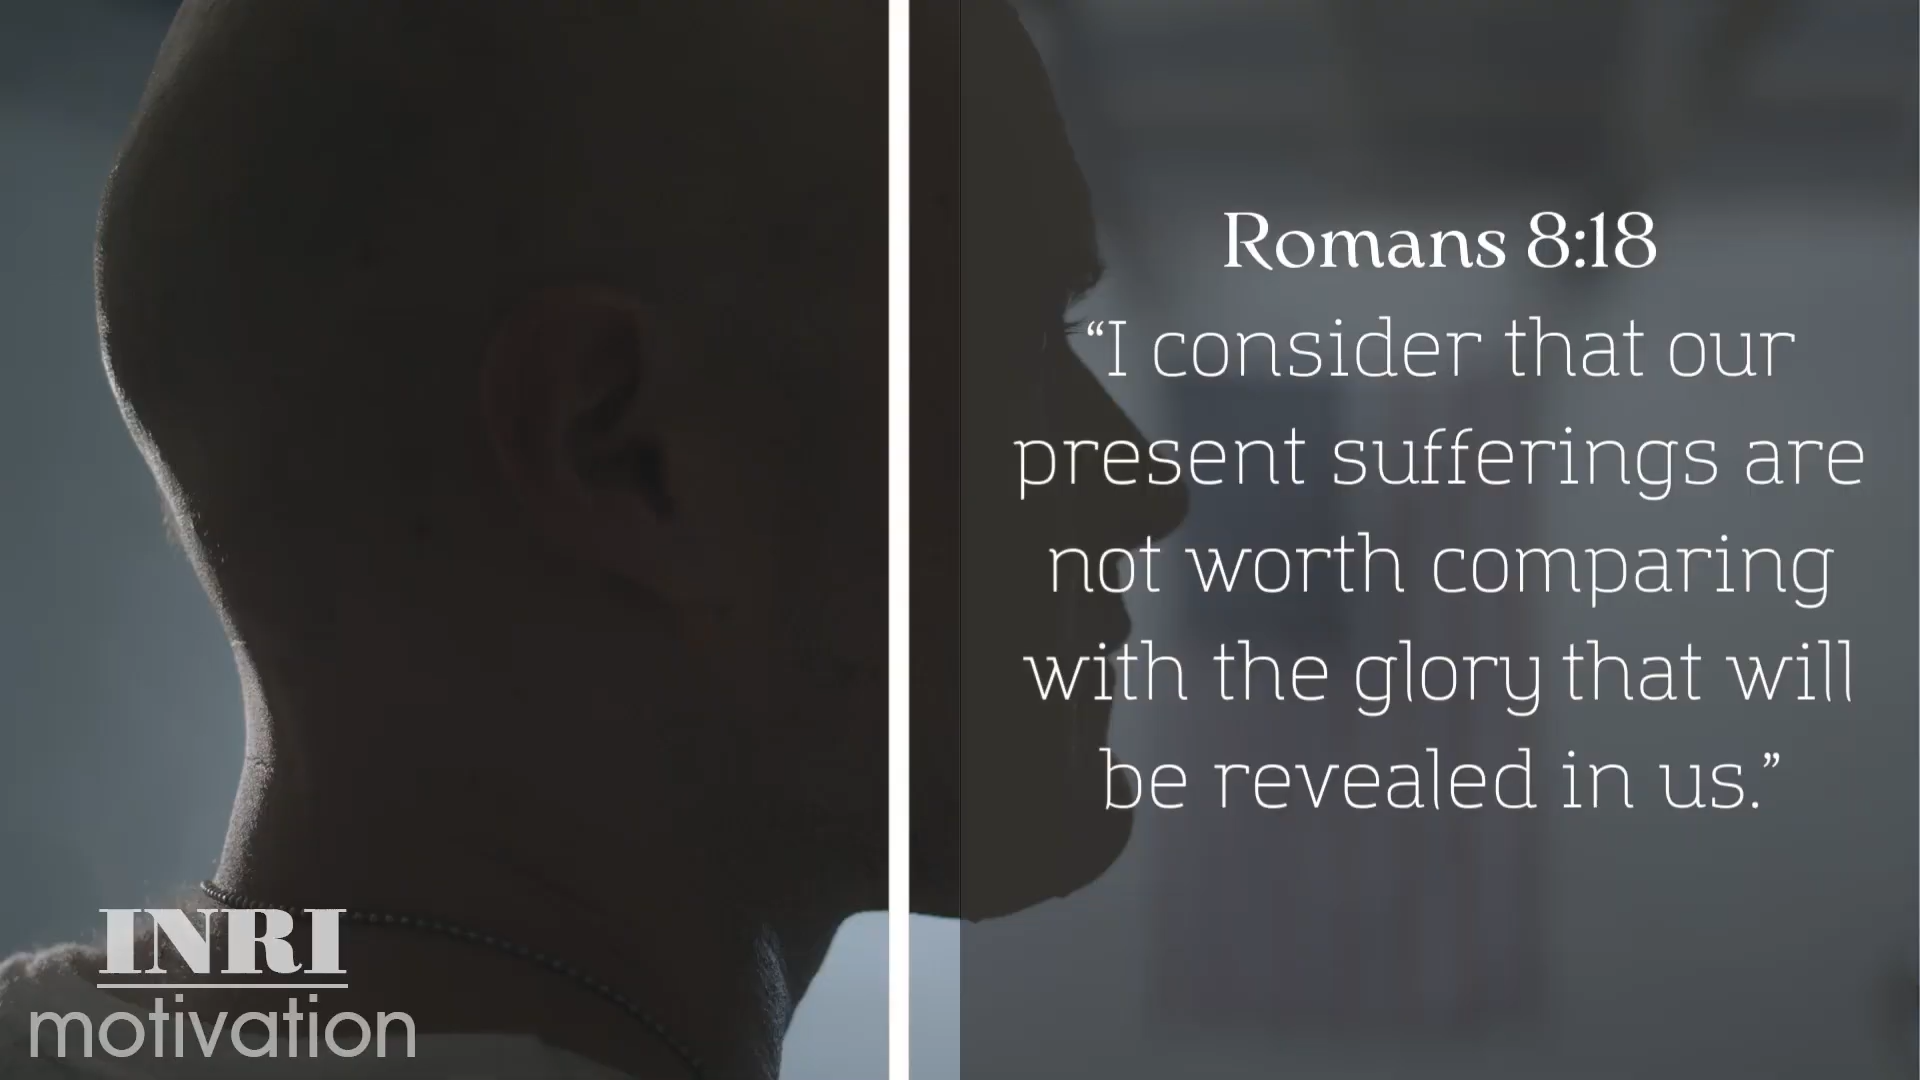 Romans 8:18
“I consider that our
present sufferings are
not worth comparing
with the glory that will
be revealed in us.”
INRI
motivation